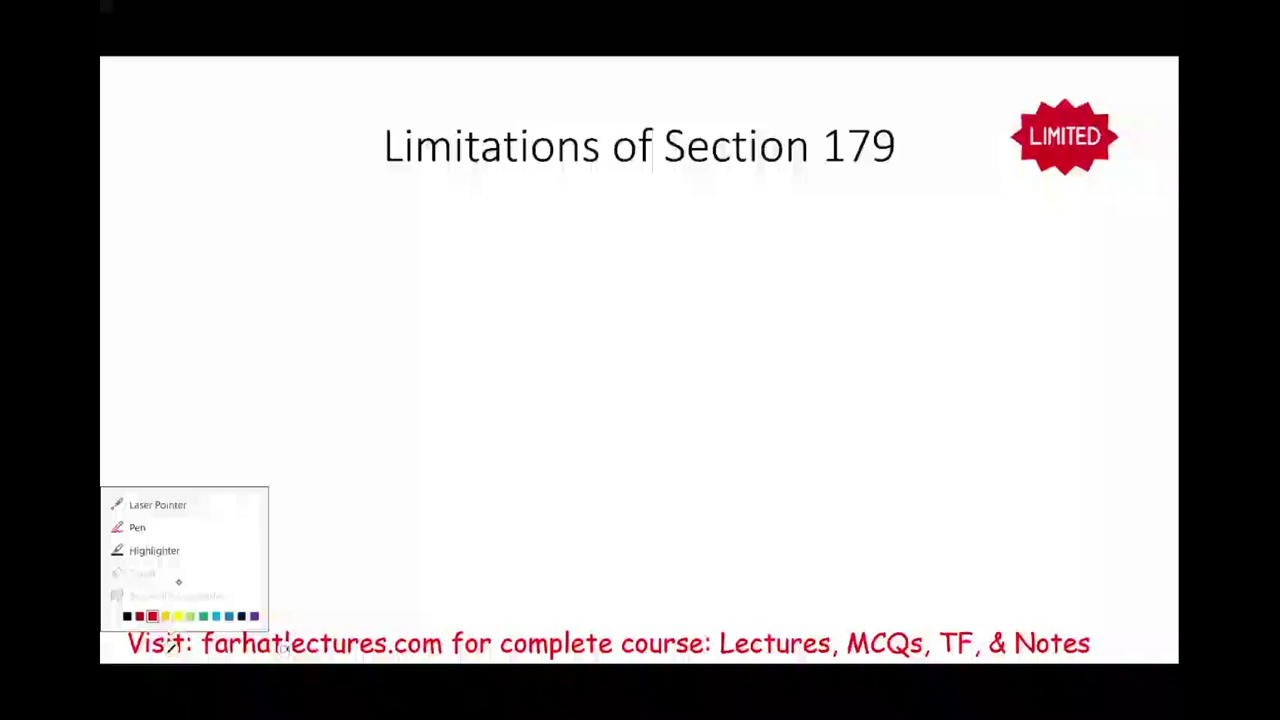 Limitations of Section 179
LIMITED
Laser Pointer
Pen
Highlighter
Visit: farhatlectures.com for complete course: Lectures, MCQs, TF, & Notes